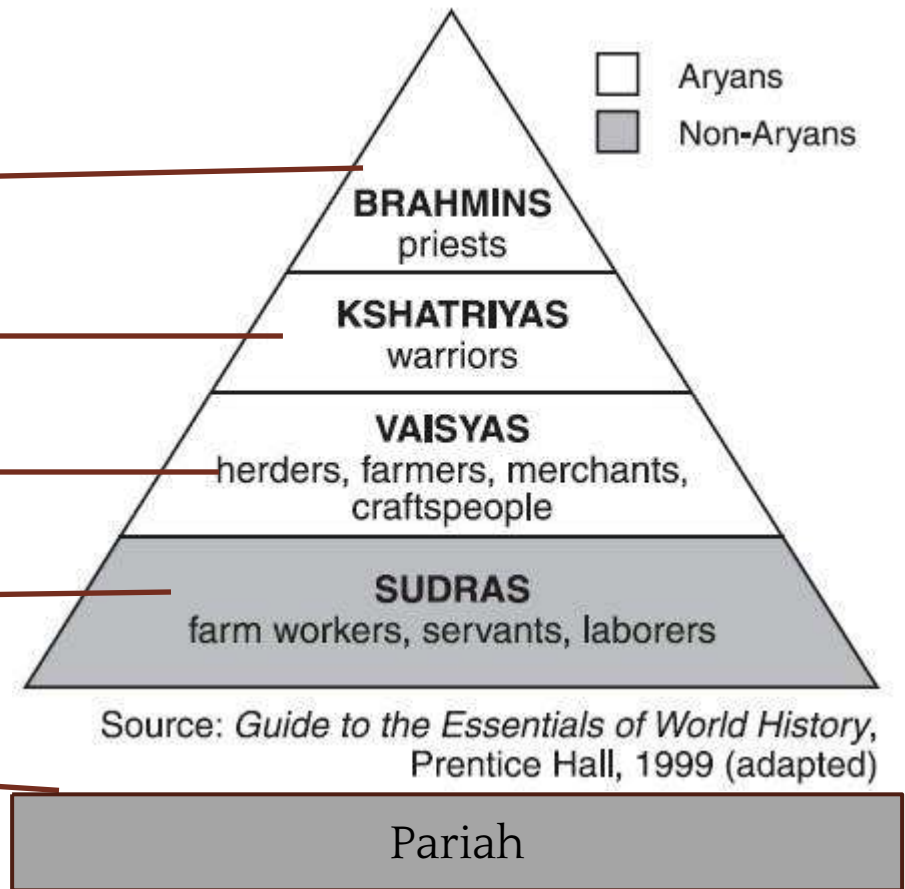 Aryans
Non-Aryans
BRAHMINS
priests
KSHATRIYAS
warriors
VAISYAS
herders, farmers, merchants,
craftspeople
SUDRAS
farm workers, servants, laborers
Source: Guide to the Essentials of World History,
Prentice Hall, 1999 (adapted)
Pariah